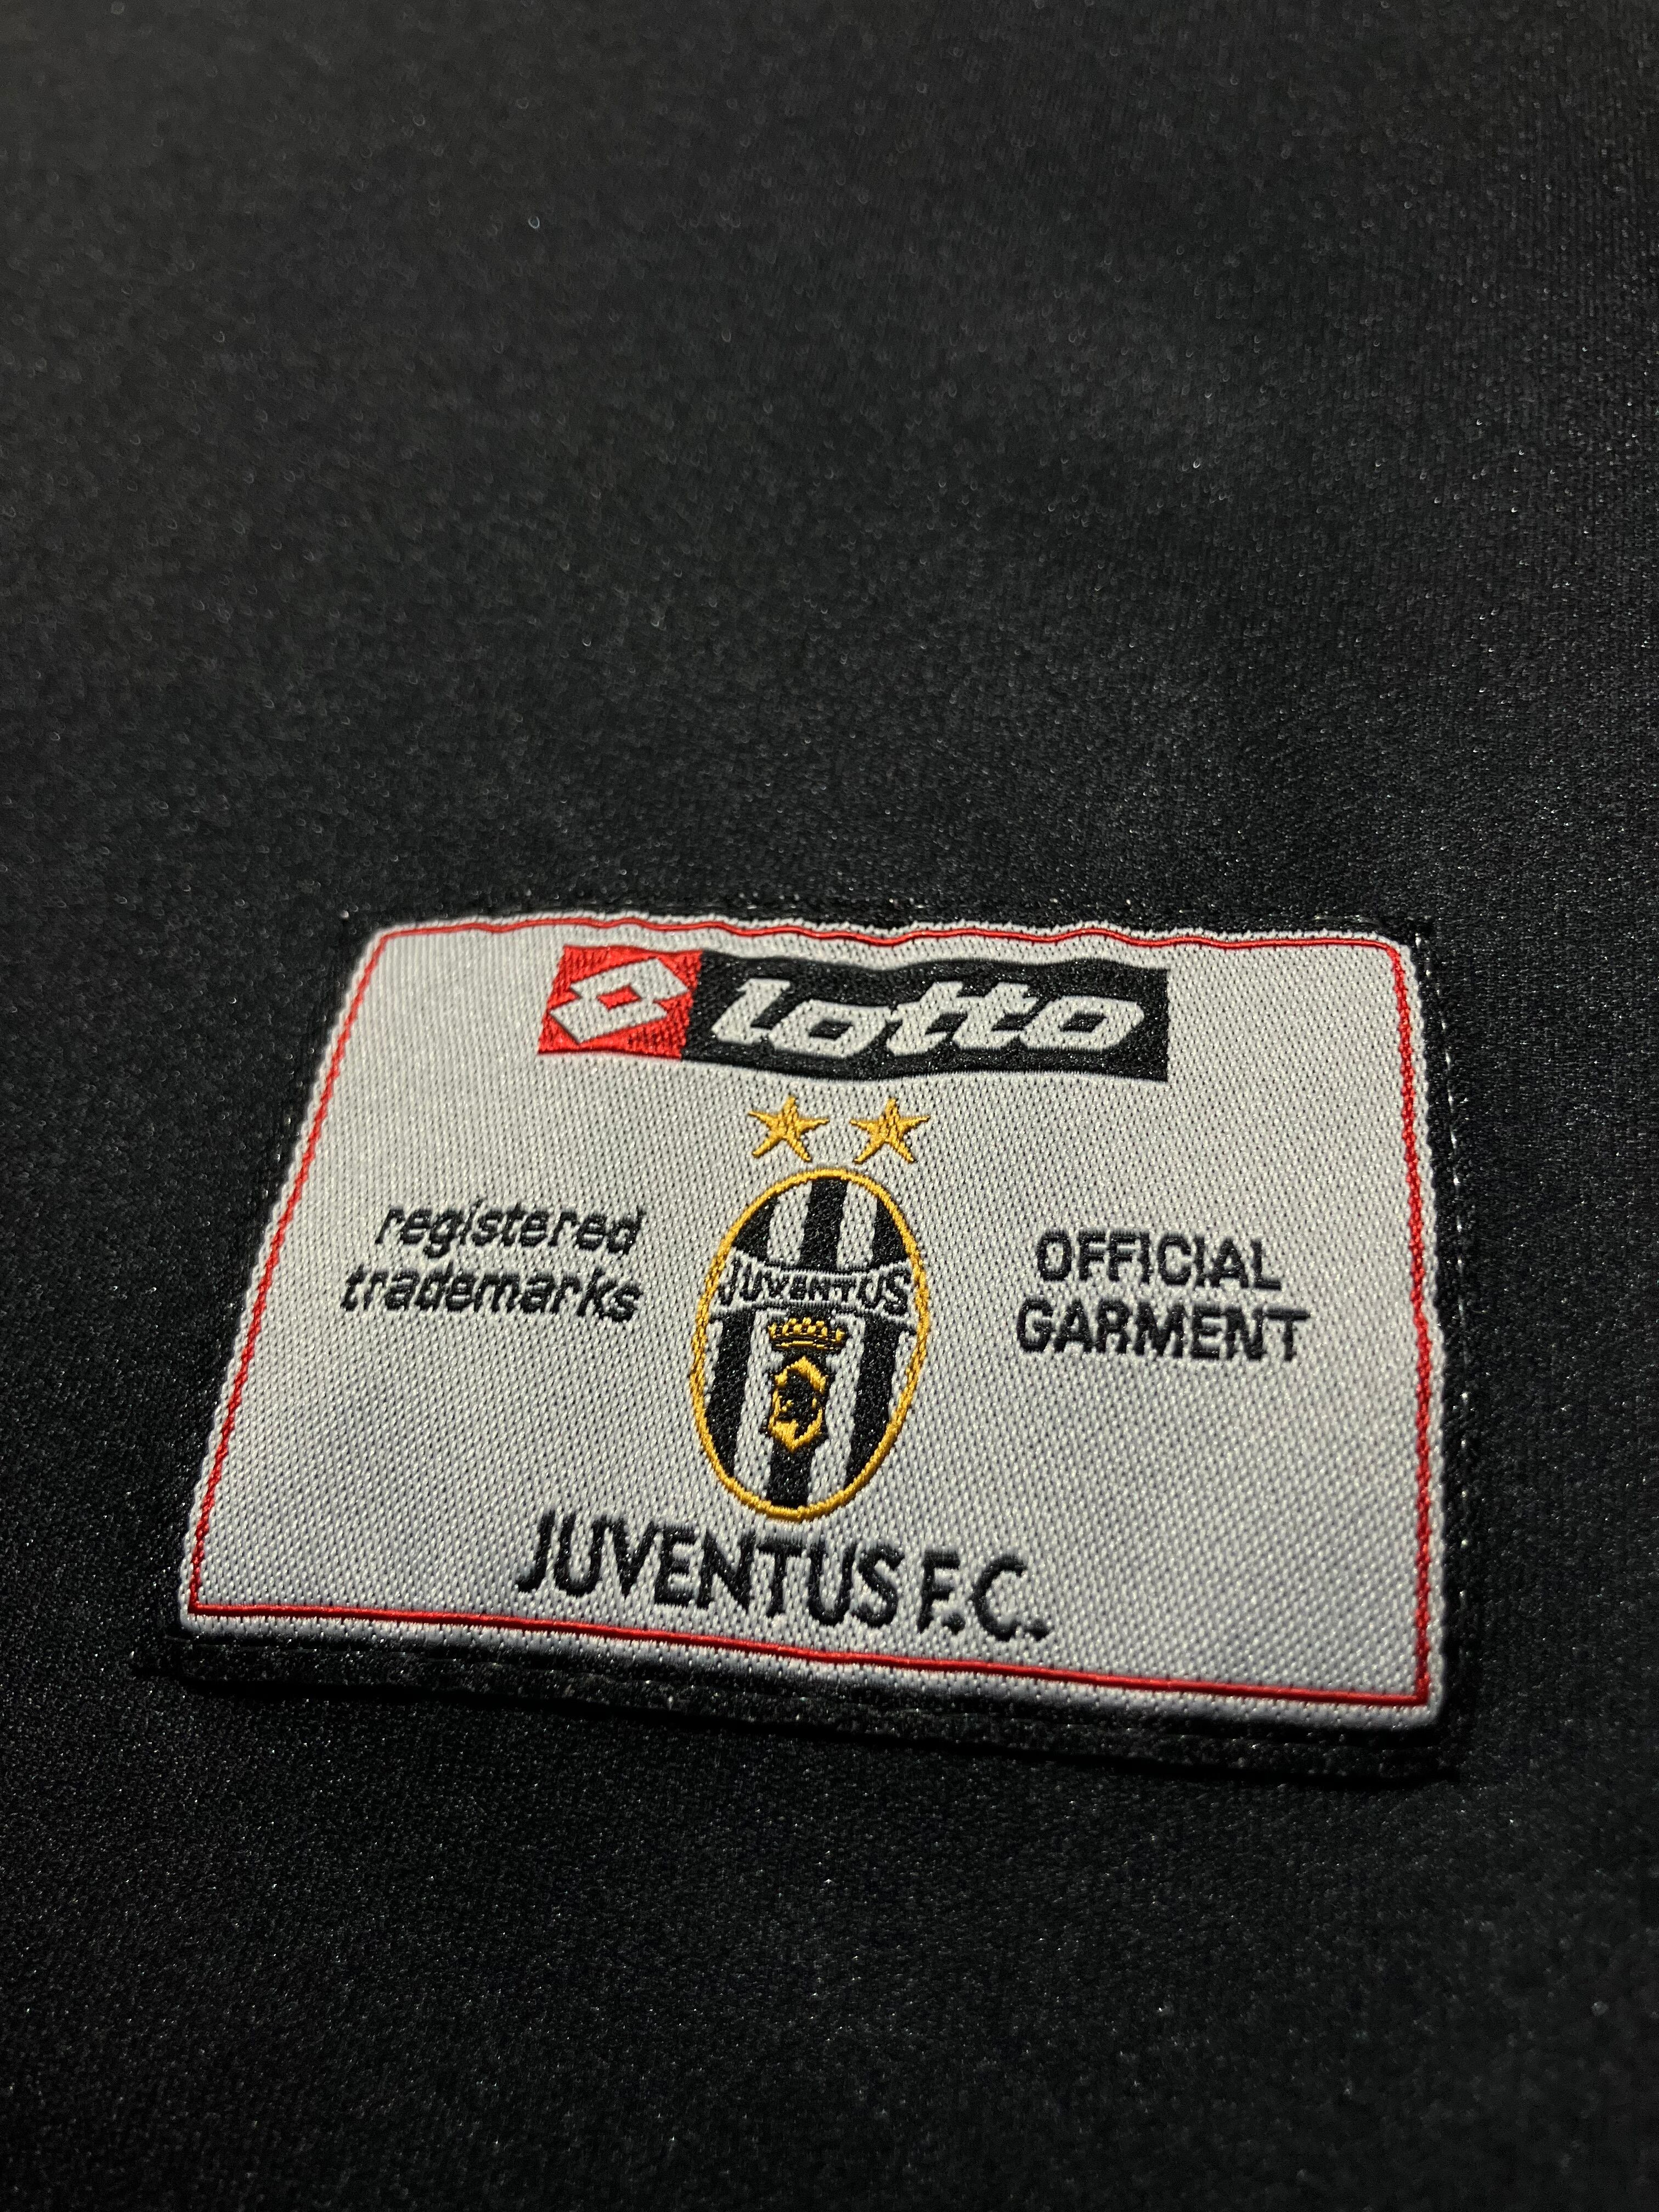 lotto
registered
trademarks
JUVENTUS
OFFICIAL
GARMENT
JUVENTUS F.C.